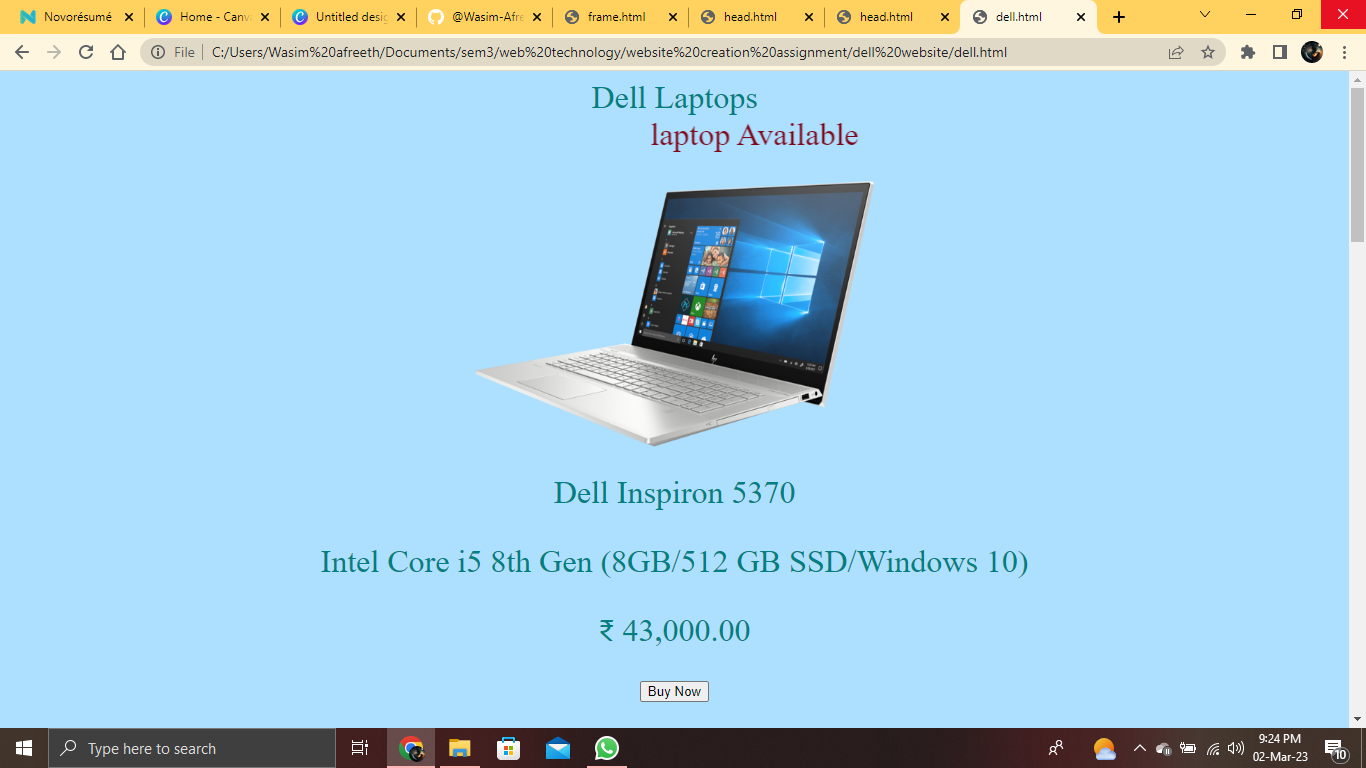 Novorésumé
Home - Canv
Untitled desig
@Wasim-Afre
frame.html
head.html
head.html
dell.html
File
C:/Users/Wasim%20afreeth/Documents/sem3/web%20technology/website%20creation%20assignment/dell%20website/dell.html
Dell Laptops
laptop Available
hp
Dell Inspiron 5370
Intel Core i5 8th Gen (8GB/512 GB SSD/Windows 10)
₹ 43,000.00
Buy Now
Type here to search
9:24 PM
02-Mar-23
10